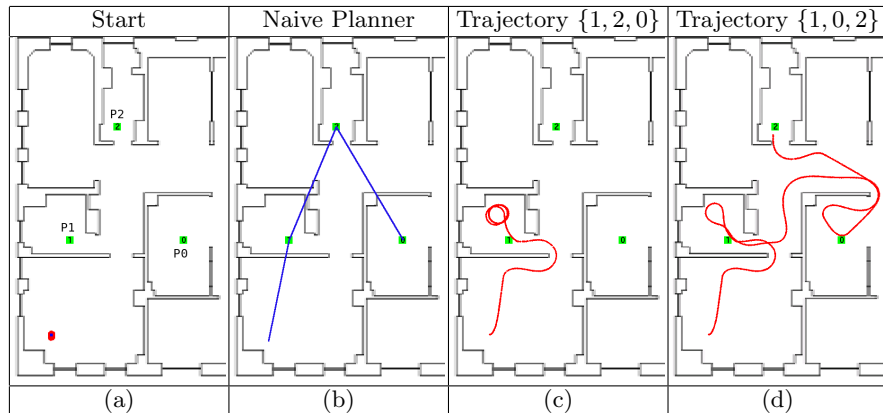 Start
Naive Planner
Trajectory {1, 2, 0}
Trajectory {1, 0, 2}
P2
2
P1
1
0
P0
2
1
0
2
1
0
2
1
0
(a)
(b)
(c)
(d)